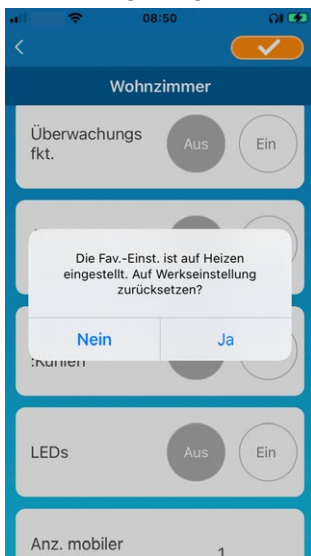 08:50
Wohnzimmer
Überwachungs
fkt.
Aus
Ein
Die Fav.-Einst. ist auf Heizen
eingestellt. Auf Werkseinstellung
zurücksetzen?
Nein
Ja
:Kühlen
LEDs
Aus
Ein
Anz. mobiler
1